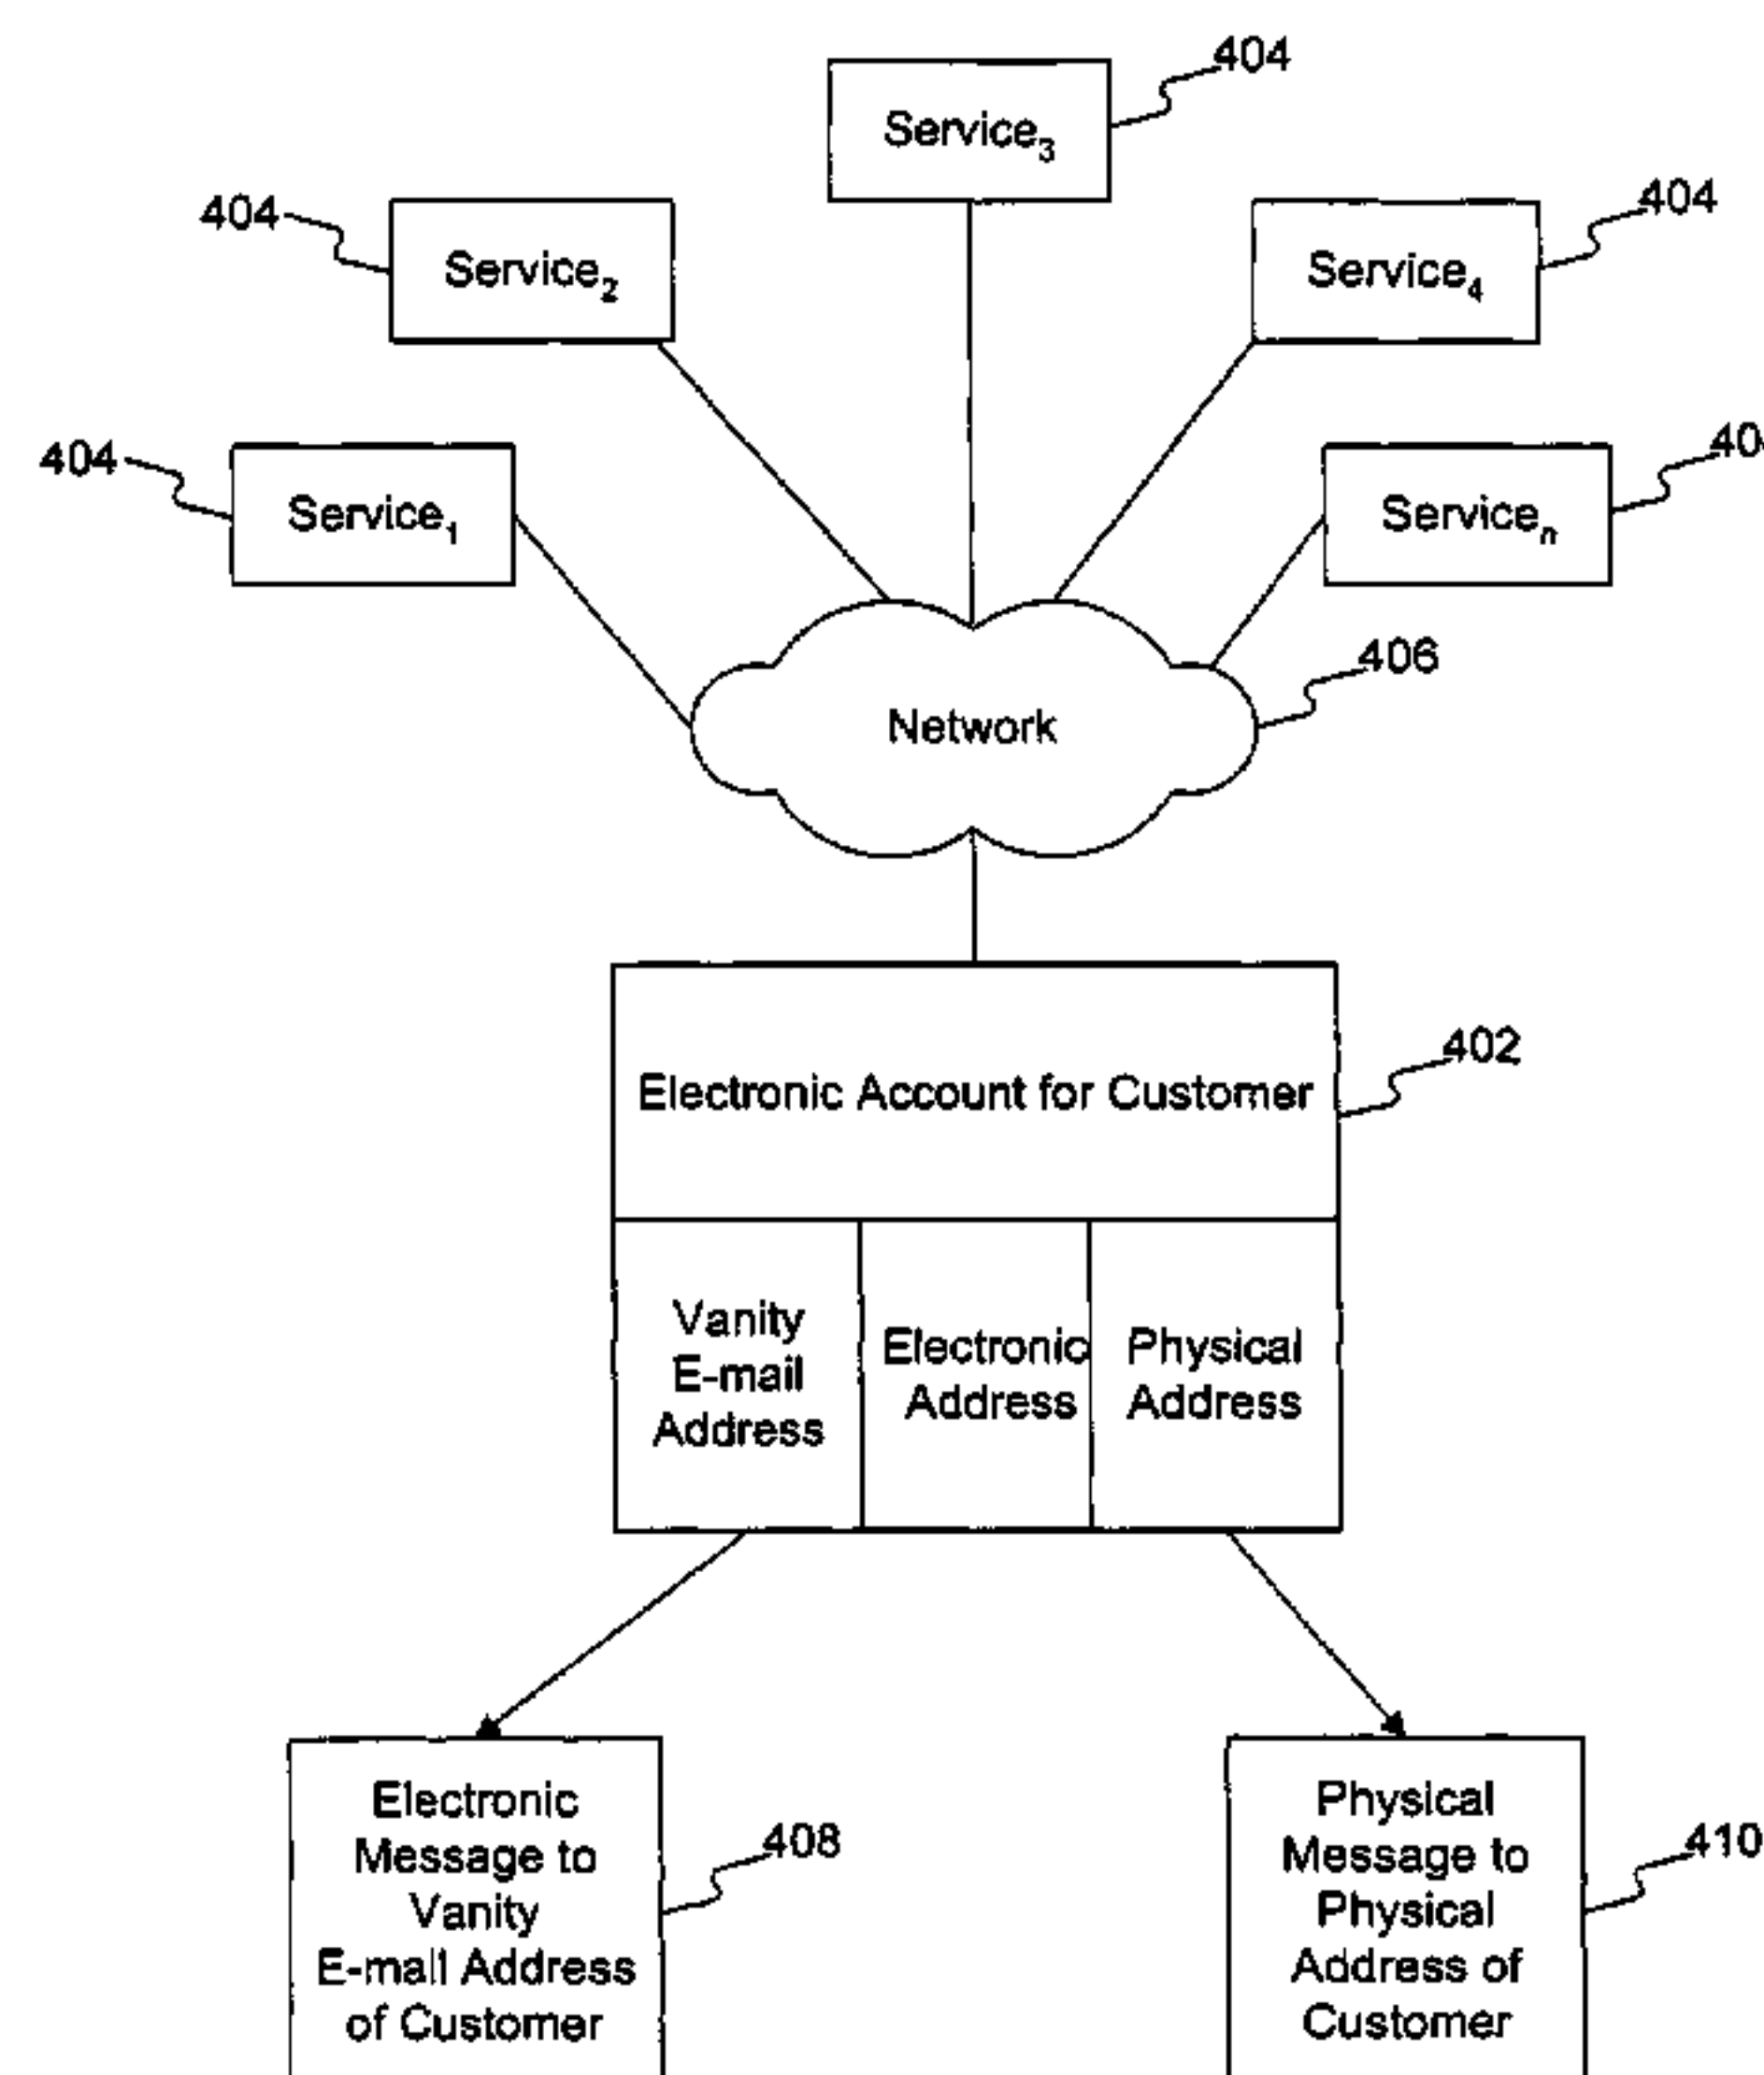 404
Service3
404
Service2
404
Service4
404
Service1
40
Servicen
406
Network
402
Electronic Account for Customer
Vanity
E-mail
Address
Electronic
Address
Physical
Address
Electronic
Message to
Vanity
E-mail Address
of Customer
408
Physical
Message to
Physical
Address of
Customer
410